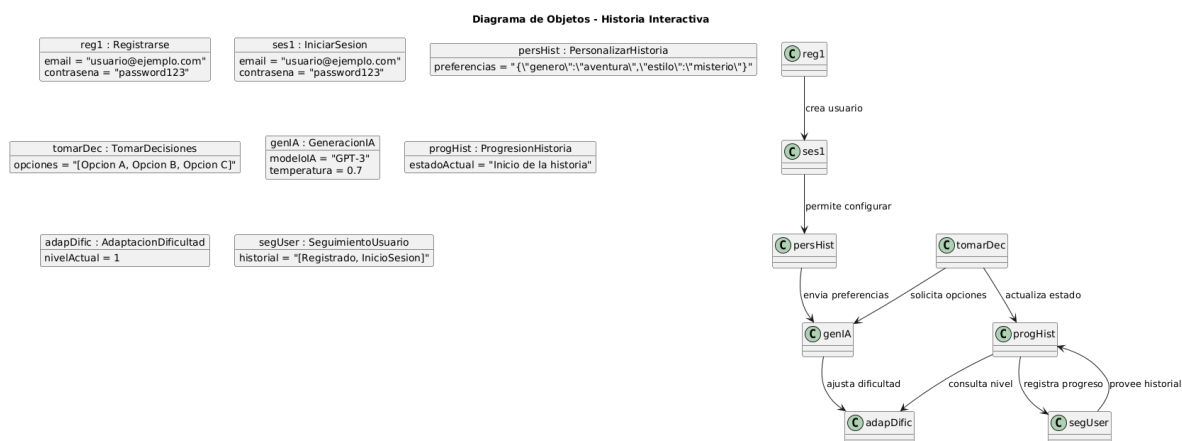 Diagrama de Objetos - Historia Interactiva
reg1 : Registrarse
email = "usuario@ejemplo.com"
contrasena = "password123"
ses1 : IniciarSesion
email = "usuario@ejemplo.com"
contrasena = "password123"
persHist : PersonalizarHistoria
preferencias = "{\"genero\":\"aventura\",\"estilo\":\"misterio\"}"
C reg1
crea usuario
tomarDec : TomarDecisiones
opciones = "[Opcion A, Opcion B, Opcion C]"
genIA : GeneracionIA
modeloIA = "GPT-3"
temperatura = 0.7
progHist : ProgresionHistoria
estadoActual = "Inicio de la historia"
C ses1
permite configurar
adapDific : AdaptacionDificultad
nivelActual = 1
segUser : SeguimientoUsuario
historial = "[Registrado, InicioSesion]"
C persHist
C tomarDec
envia preferencias
solicita opciones
actualiza estado
C genIA
C progHist
ajusta dificultad
consulta nivel
registra progreso
provee historial
C adapDific
C segUser